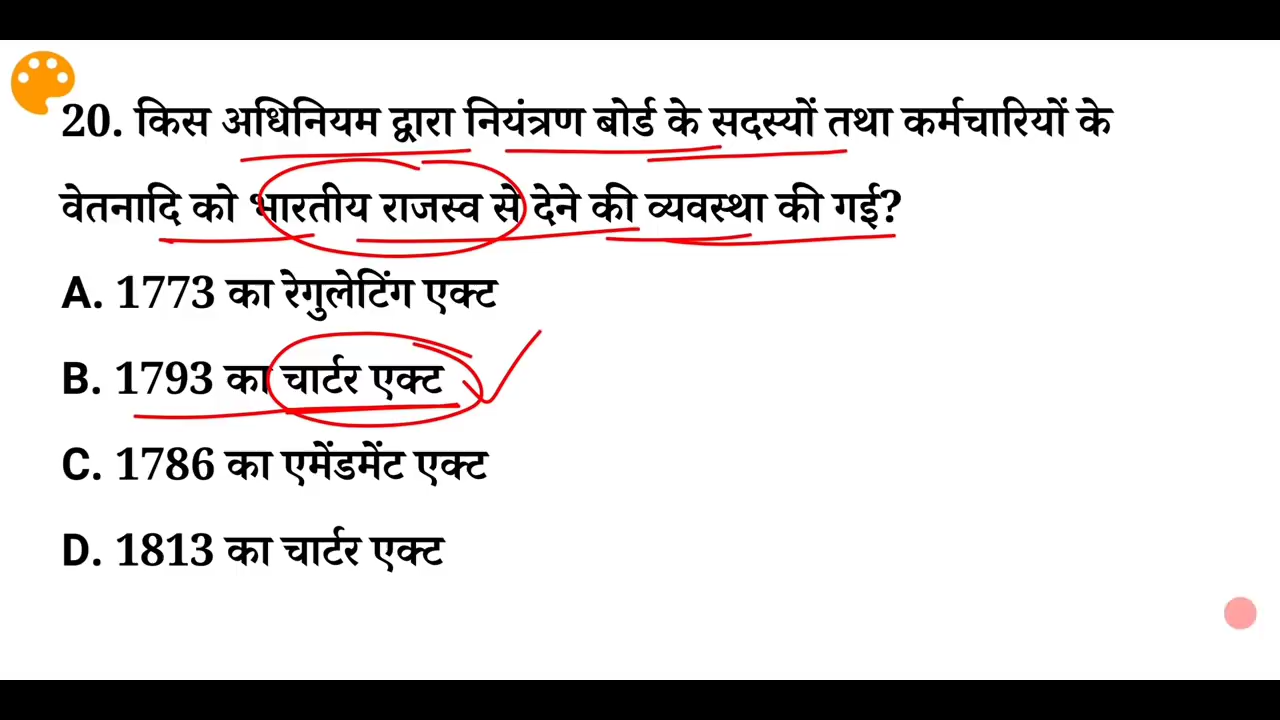 20. किस अधिनियम द्वारा नियंत्रण बोर्ड के सदस्यों तथा कर्मचारियों के
वेतनादि को भारतीय राजस्व से देने की व्यवस्था की गई?
A. 1773 का रेगुलेटिंग एक्ट
B. 1793 का चार्टर एक्ट
C. 1786 का एमेंडमेंट एक्ट
D. 1813 का चार्टर एक्ट